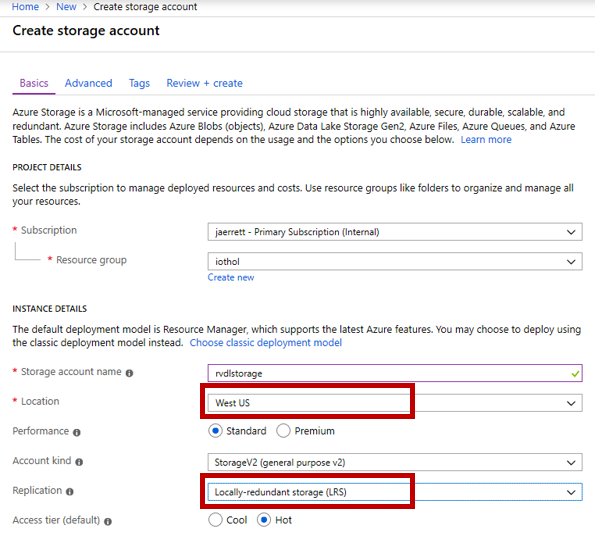 Home > New > Create storage account
Create storage account
Basics Advanced Tags Review + create
Azure Storage is a Microsoft-managed service providing cloud storage that is highly available, secure, durable, scalable, and
redundant. Azure Storage includes Azure Blobs (objects), Azure Data Lake Storage Gen2, Azure Files, Azure Queues, and Azure
Tables. The cost of your storage account depends on the usage and the options you choose below. Learn more
PROJECT DETAILS
Select the subscription to manage deployed resources and costs. Use resource groups like folders to organize and manage all
your resources.
* Subscription jaerrett - Primary Subscription (Internal)
* Resource group iothol
Create new
INSTANCE DETAILS
The default deployment model is Resource Manager, which supports the latest Azure features. You may choose to deploy using
the classic deployment model instead. Choose classic deployment model
* Storage account name rvdlstorage
* Location West US
Performance Standard Premium
Account kind StorageV2 (general purpose v2)
Replication Locally-redundant storage (LRS)
Access tier (default) Cool Hot